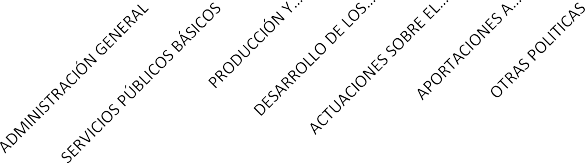 ADMINISTRACIÓN GENERAL
SERVICIOS PÚBLICOS BÁSICOS
PRODUCCIÓN Y...
DESARROLLO DE LOS...
ACTUACIONES SOBRE EL...
APORTACIONES A...
OTRAS POLITICAS